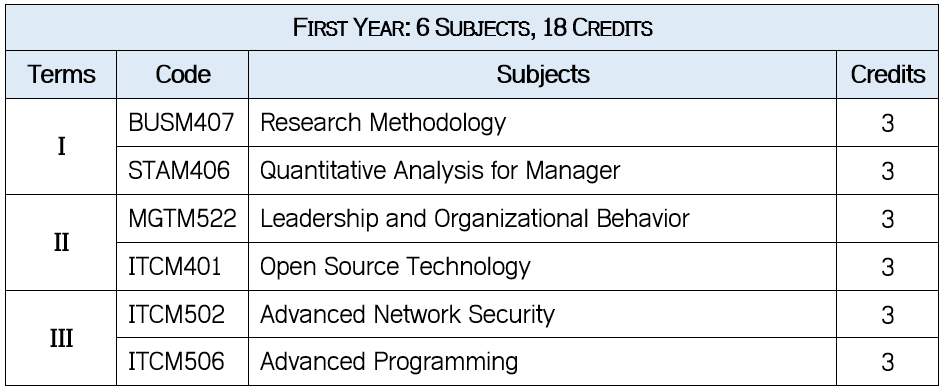 FIRST YEAR: 6 SUBJECTS, 18 CREDITS
Terms Code Subjects Credits
I
BUSM407 Research Methodology 3
STAM406 Quantitative Analysis for Manager 3
II
MGTM522 Leadership and Organizational Behavior 3
ITCM401 Open Source Technology 3
III
ITCM502 Advanced Network Security 3
ITCM506 Advanced Programming 3